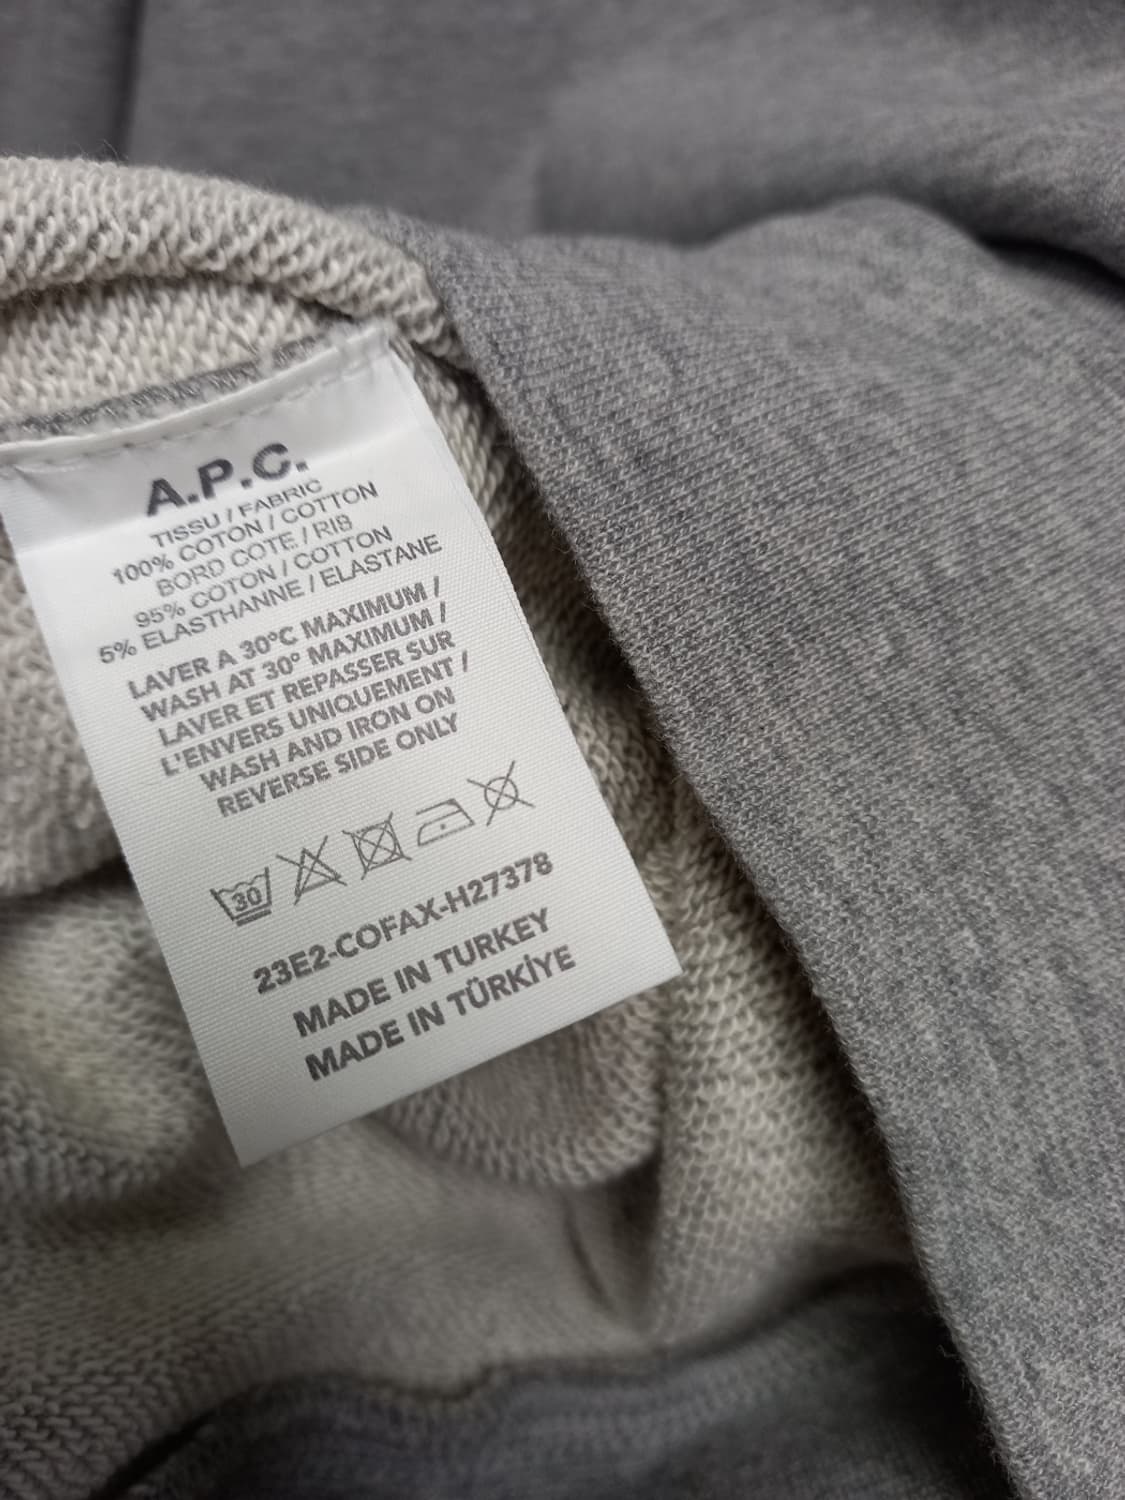 A.P.C.
TISSU / FABRIC
100% COTON / COTTON
BORD COTE / RIB
95% COTON / COTTON
5% ELASTHANNE / ELASTANE
LAVER A 30°C MAXIMUM /
WASH AT 30° MAXIMUM /
LAVER ET REPASSER SUR
L'ENVERS UNIQUEMENT /
WASH AND IRON ON
REVERSE SIDE ONLY
30
23E2-COFAX-H27378
MADE IN TURKEY
MADE IN TÜRKİYE